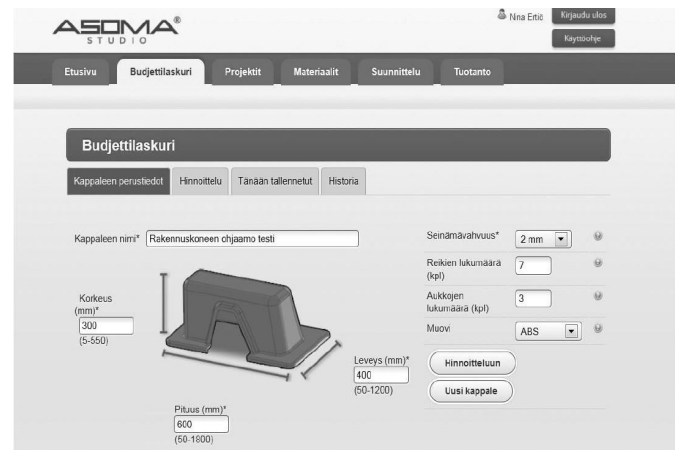 ASOMA®
STUDIO
Nina Ertic
Kirjaudu ulos
Käyttöohje
Etusivu
Budjettilaskuri
Projektit
Materiaalit
Suunnittelu
Tuotanto
Budjettilaskuri
Kappaleen perustiedot
Hinnoittelu
Tänään tallennetut
Historia
Kappaleen nimi* Rakennuskoneen ohjaamo testi
Korkeus
(mm)*
300
(5-550)
Leveys (mm)*
400
(50-1200)
Pituus (mm)*
600
(50-1800)
Seinämävahvuus* 2 mm
Reikien lukumäärä
(kpl)
7
Aukkojen
lukumäärä (kpl)
3
Muovi ABS
Hinnoitteluun
Uusi kappale